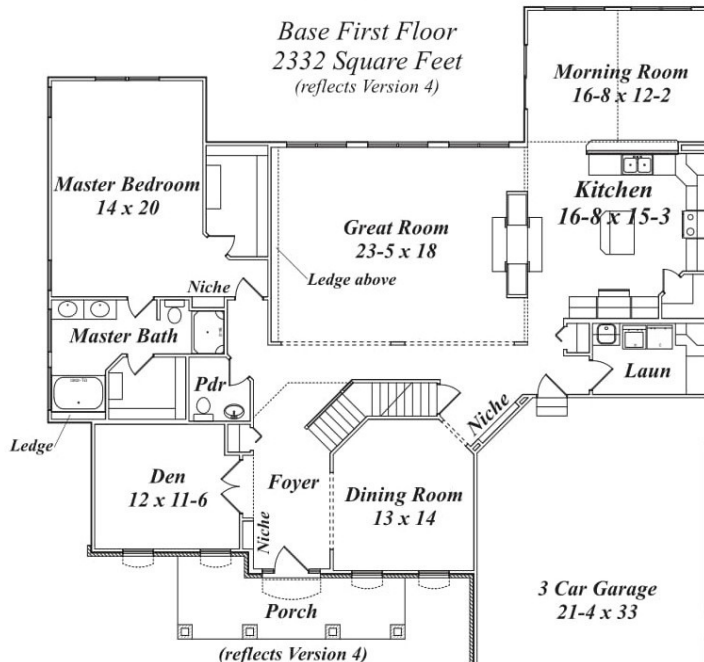 Base First Floor
2332 Square Feet
(reflects Version 4)
Morning Room
16-8 x 12-2
Master Bedroom
14 x 20
Kitchen
16-8 x 15-3
Great Room
23-5 x 18
Ledge above
Niche
Master Bath
Pdr
Laun
Ledge
Niche
Den
12 x 11-6
Foyer
Dining Room
13 x 14
Niche
3 Car Garage
21-4 x 33
Porch
(reflects Version 4)